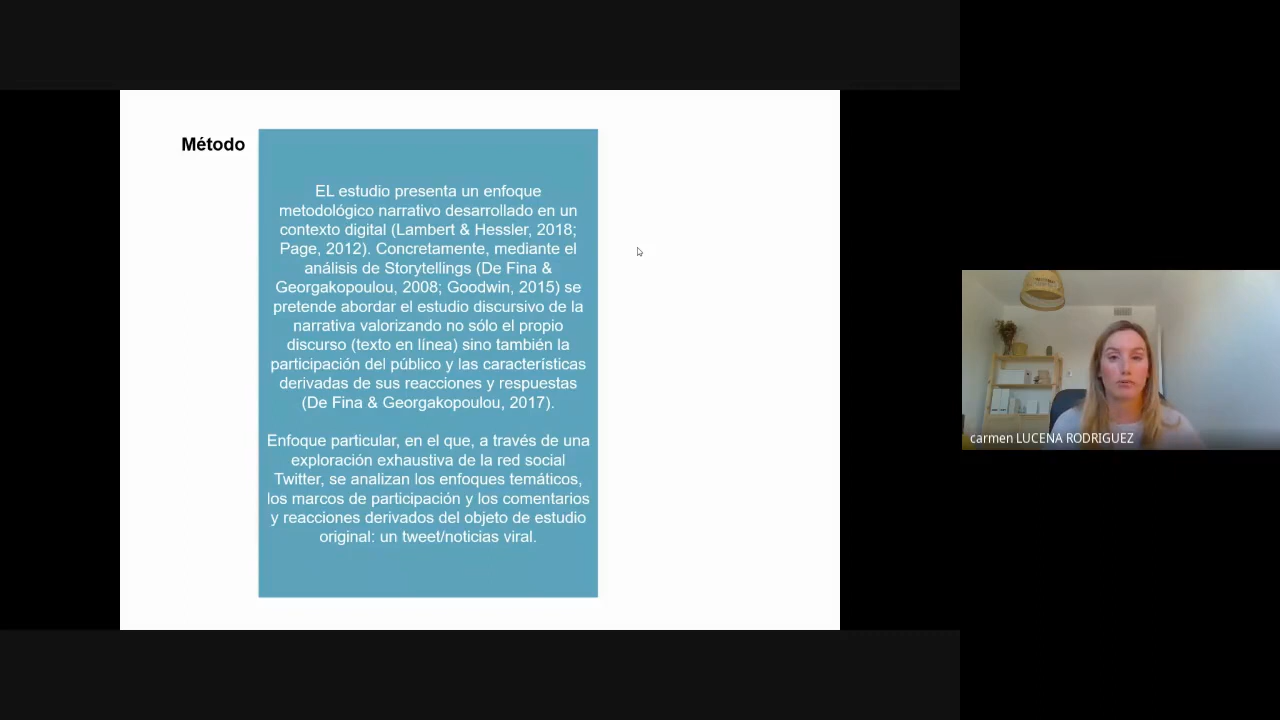 Método
EL estudio presenta un enfoque
metodológico narrativo desarrollado en un
contexto digital (Lambert & Hessler, 2018;
Page, 2012). Concretamente, mediante el
análisis de Storytellings (De Fina &
Georgakopoulou, 2008; Goodwin, 2015) se
pretende abordar el estudio discursivo de la
narrativa valorizando no sólo el propio
discurso (texto en línea) sino también la
participación del público y las características
derivadas de sus reacciones y respuestas
(De Fina & Georgakopoulou, 2017).
Enfoque particular, en el que, a través de una
exploración exhaustiva de la red social
Twitter, se analizan los enfoques temáticos,
los marcos de participación y los comentarios
y reacciones derivados del objeto de estudio
original: un tweet/noticias viral.
carmen LUCENA RODRIGUEZ